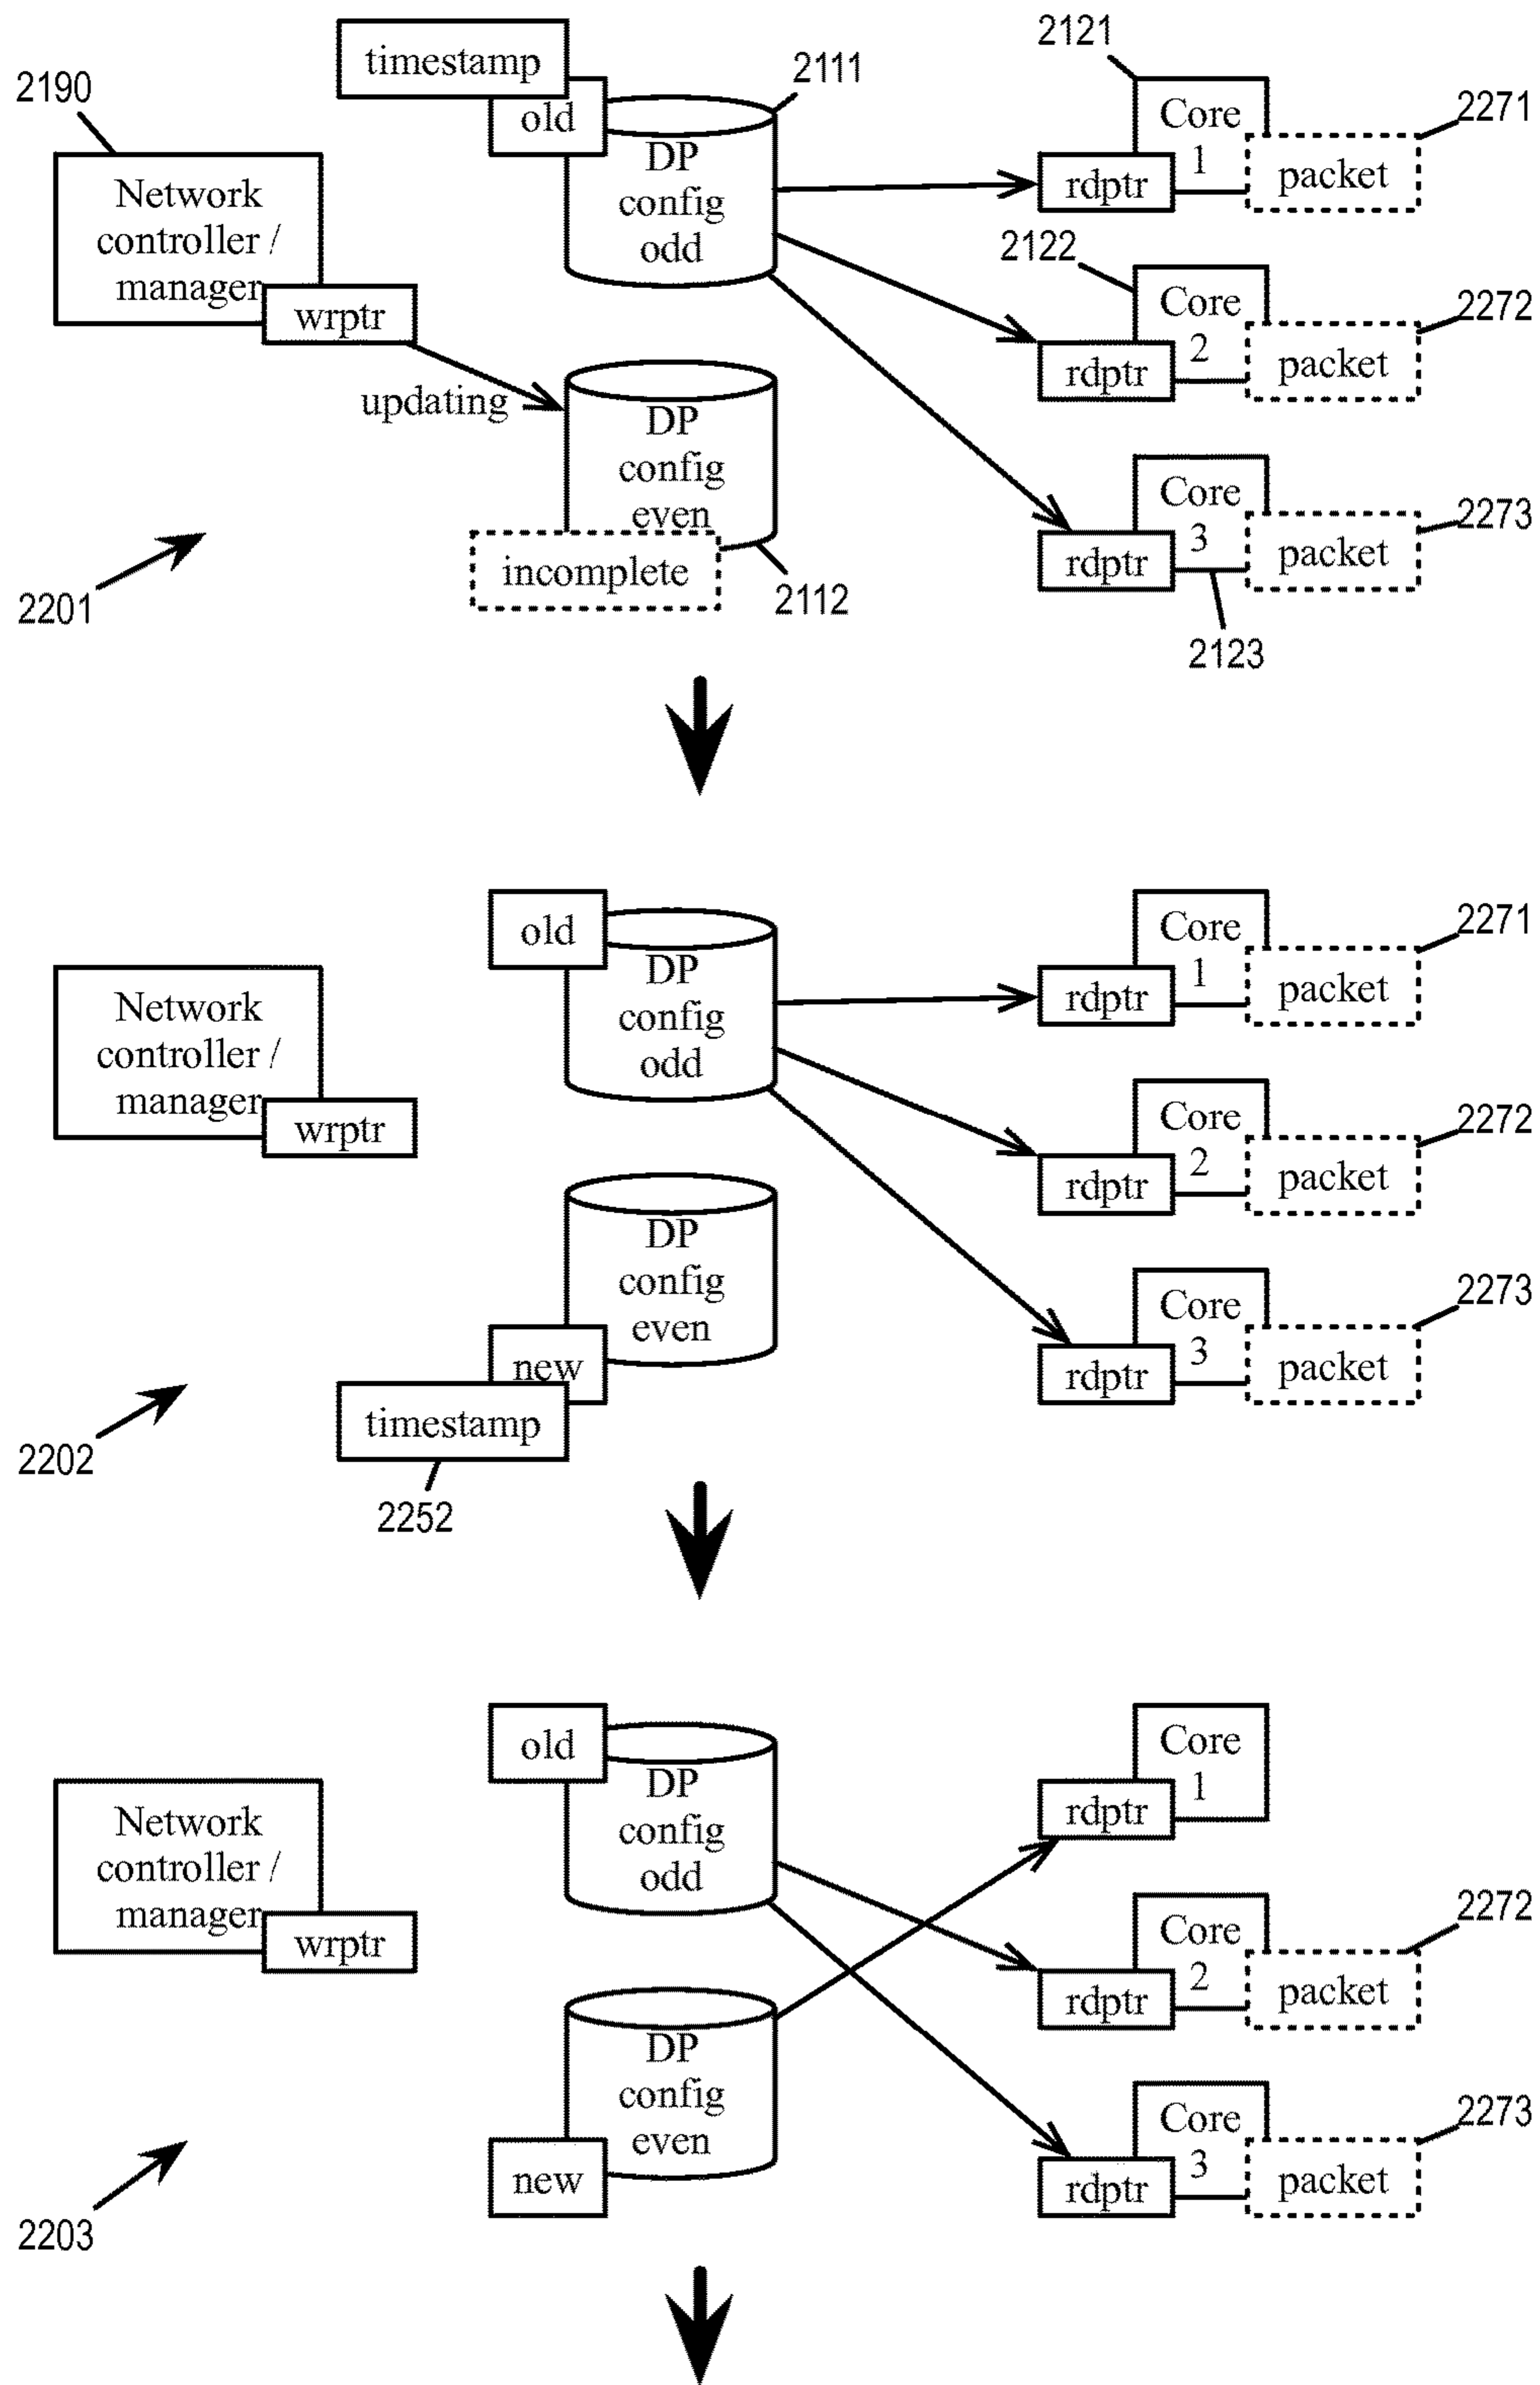 timestamp
old
2190
2111
2121
2271
Network
controller /
manager
wrptr
DP
config
odd
Core
1
rdptr
packet
2122
2272
Core
2
rdptr
packet
updating
DP
config
even
incomplete
2112
2273
Core
3
rdptr
packet
2123
2201
old
DP
config
odd
Network
controller /
manager
wrptr
Core
1
rdptr
packet
2271
Core
2
rdptr
packet
2272
DP
config
even
new
timestamp
2252
Core
3
rdptr
packet
2273
2202
old
DP
config
odd
Network
controller /
manager
wrptr
Core
1
rdptr
Core
2
rdptr
packet
2272
DP
config
even
new
Core
3
rdptr
packet
2273
2203